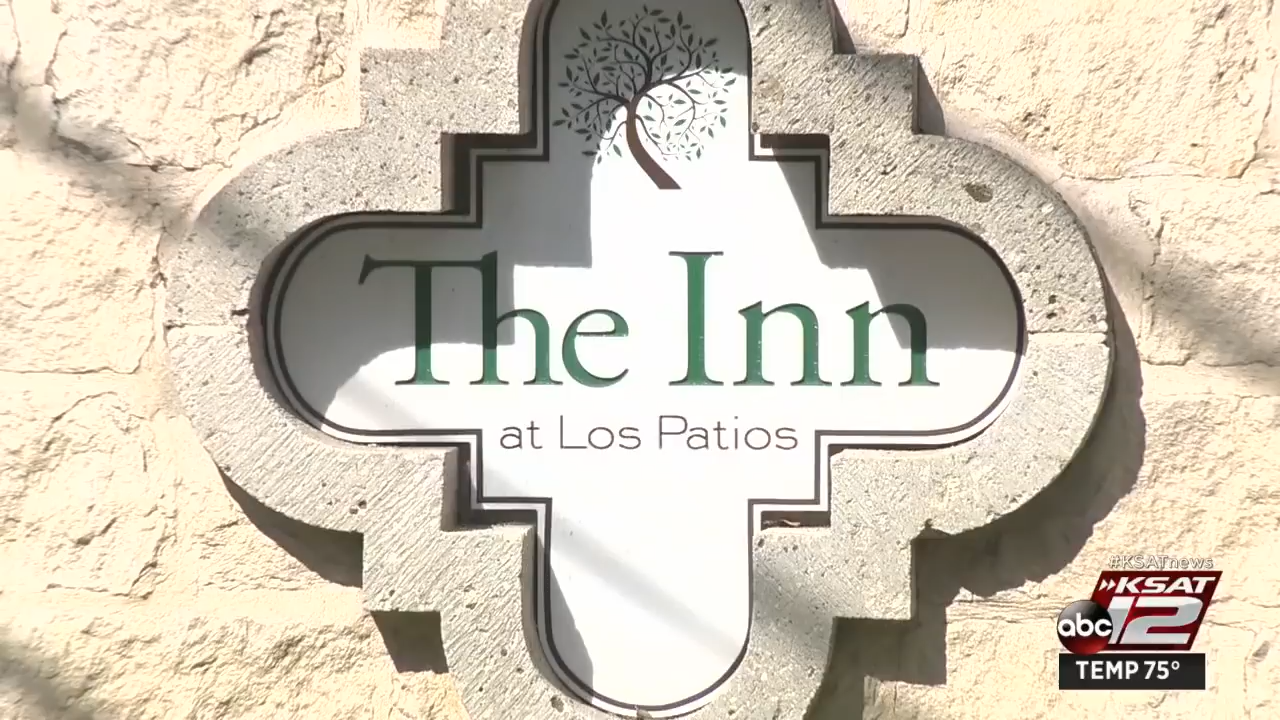 The Inn
at Los Patios
#KSATnews
KSAT
abc 12
TEMP 75°